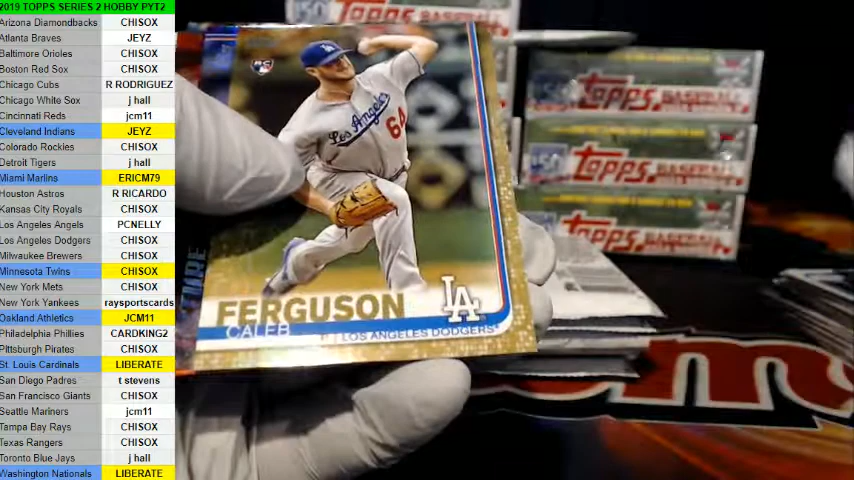 2019 TOPPS SERIES 2 HOBBY PYT2
Arizona Diamondbacks CHISOX
Atlanta Braves JEYZ
Baltimore Orioles CHISOX
Boston Red Sox CHISOX
Chicago Cubs R RODRIGUEZ
Chicago White Sox j hall
Cincinnati Reds jcm11
Cleveland Indians JEYZ
Colorado Rockies CHISOX
Detroit Tigers j hall
Miami Marlins ERICM79
Houston Astros R RICARDO
Kansas City Royals CHISOX
Los Angeles Angels PCNELLY
Los Angeles Dodgers CHISOX
Milwaukee Brewers CHISOX
Minnesota Twins CHISOX
New York Mets CHISOX
New York Yankees raysportscards
Oakland Athletics JCM11
Philadelphia Phillies CARDKING2
Pittsburgh Pirates CHISOX
St. Louis Cardinals LIBERATE
San Diego Padres t stevens
San Francisco Giants CHISOX
Seattle Mariners jcm11
Tampa Bay Rays CHISOX
Texas Rangers CHISOX
Toronto Blue Jays j hall
Washington Nationals LIBERATE
TOPPS BASEBALL
RC
Los Angeles
64
LA
FERGUSON
CALEB
P LOS ANGELES DODGERS
topps BASEBALL
topps BASEBALL
topps BASEBALL